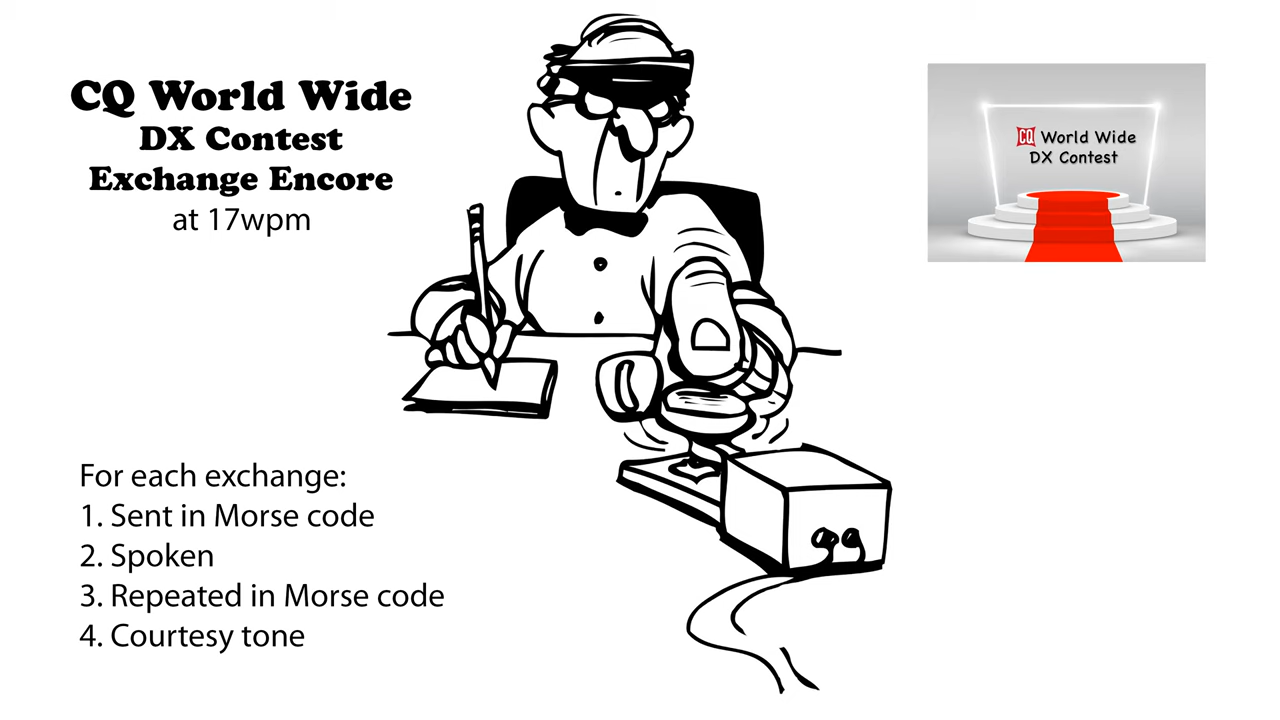 CQ World Wide
DX Contest
Exchange Encore
at 17wpm
CQ World Wide
DX Contest
For each exchange:
1. Sent in Morse code
2. Spoken
3. Repeated in Morse code
4. Courtesy tone